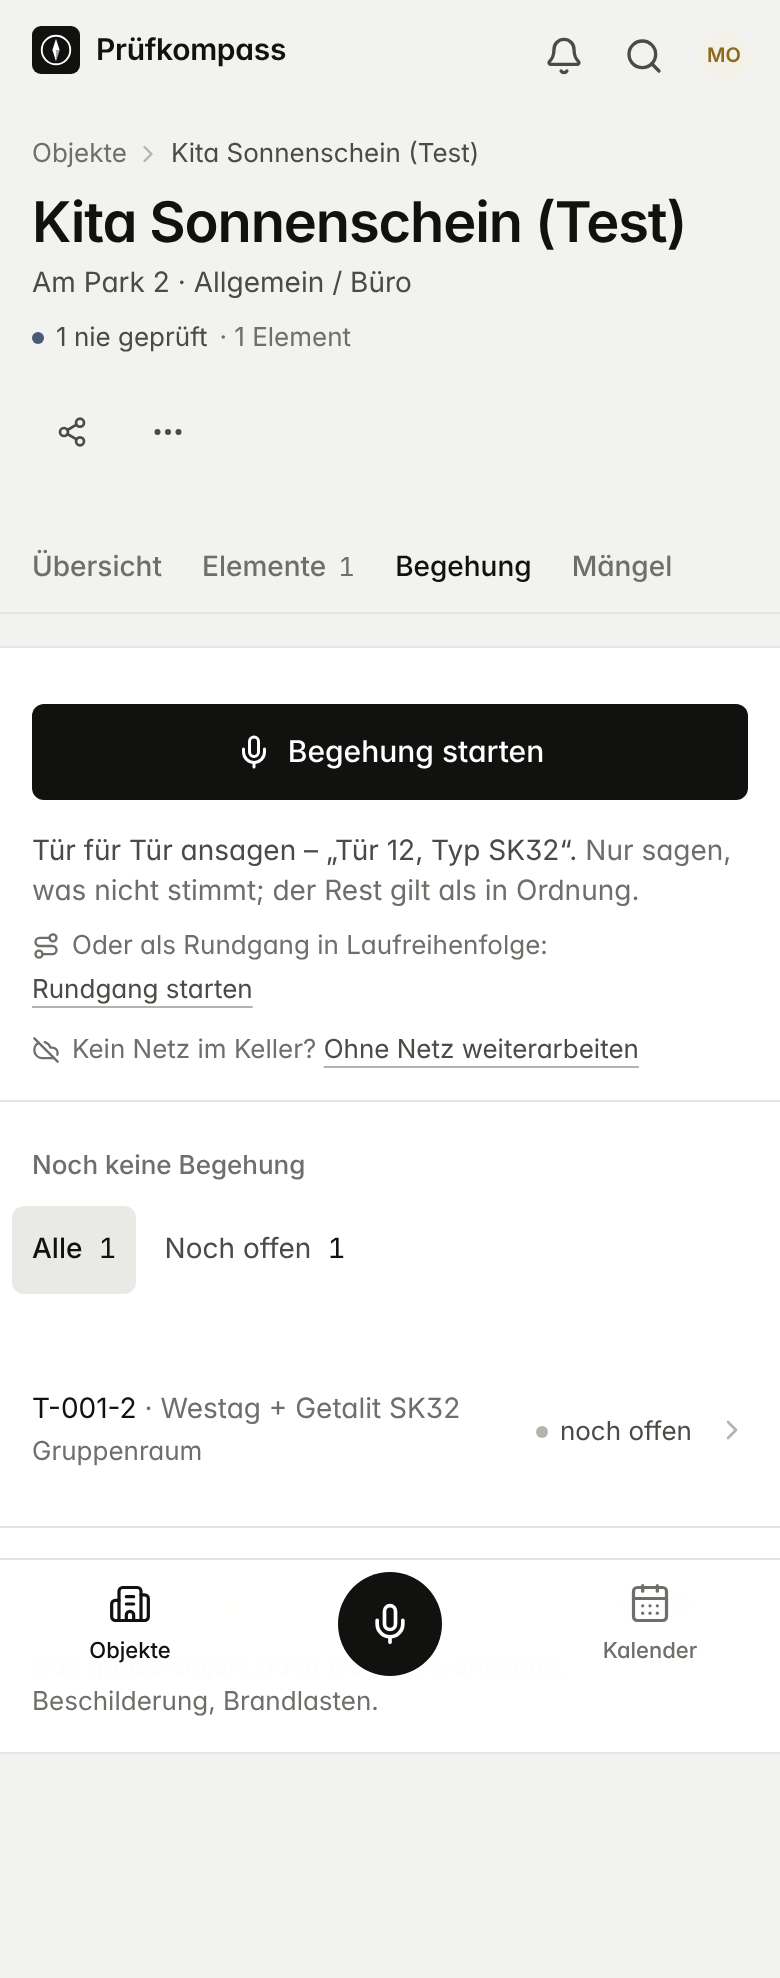 Prüfkompass
MO
Objekte
Kita Sonnenschein (Test)
Kita Sonnenschein (Test)
Am Park 2 · Allgemein / Büro
1 nie geprüft · 1 Element
Übersicht
Elemente 1
Begehung
Mängel
Begehung starten
Tür für Tür ansagen – „Tür 12, Typ SK32“. Nur sagen,
was nicht stimmt; der Rest gilt als in Ordnung.
Oder als Rundgang in Laufreihenfolge:
Rundgang starten
Kein Netz im Keller? Ohne Netz weiterarbeiten
Noch keine Begehung
Alle 1
Noch offen 1
T-001-2 · Westag + Getalit SK32
Gruppenraum
noch offen
Objekte
Kalender
Beschilderung, Brandlasten.